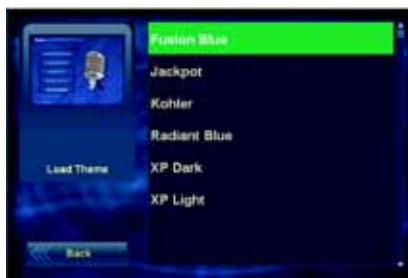 Fusion Blue
Jackpot
Kohler
Radiant Blue
XP Dark
XP Light
Load Theme
Back